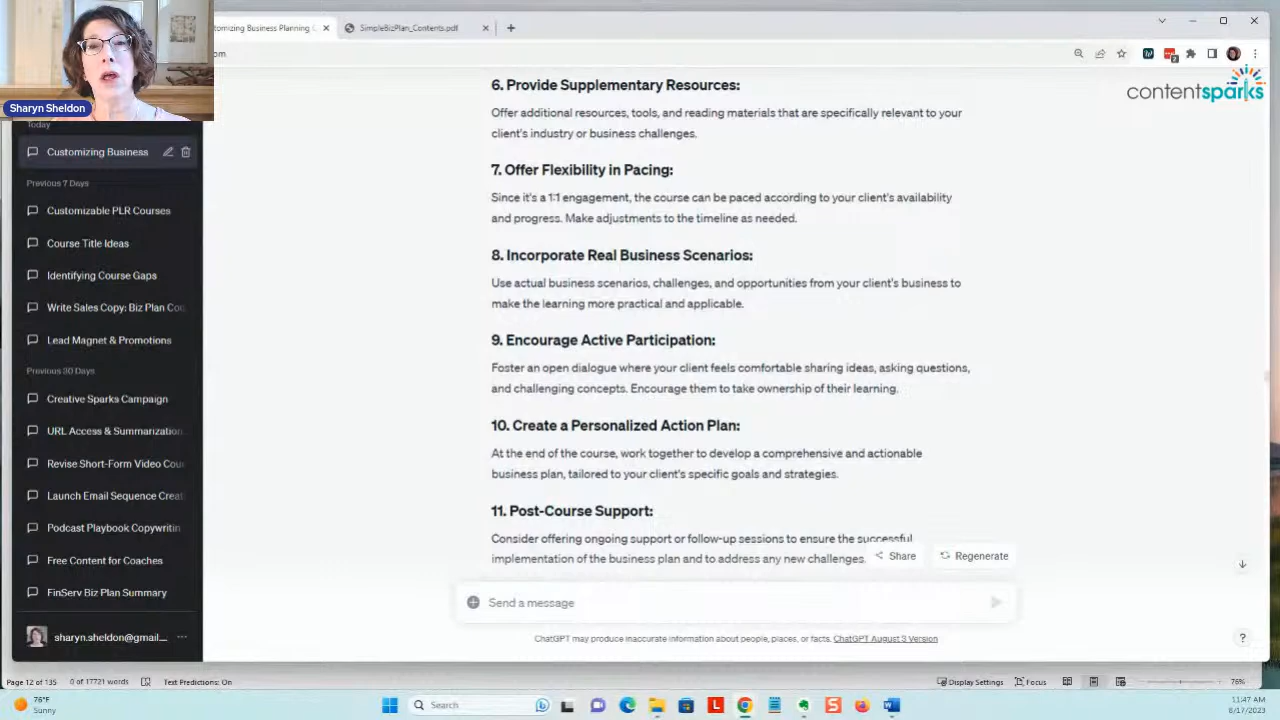 Customizing Business Planning
SimpleBizPlan_Contents.pdf
om
Sharyn Sheldon
contentsparks
Today
Customizing Business
Previous 7 Days
Customizable PLR Courses
Course Title Ideas
Identifying Course Gaps
Write Sales Copy: Biz Plan Cou
Lead Magnet & Promotions
Previous 30 Days
Creative Sparks Campaign
URL Access & Summarization
Revise Short-Form Video Cou
Launch Email Sequence Creat
Podcast Playbook Copywritin
Free Content for Coaches
FinServ Biz Plan Summary
sharyn.sheldon@gmail...
6. Provide Supplementary Resources:
Offer additional resources, tools, and reading materials that are specifically relevant to your
client's industry or business challenges.
7. Offer Flexibility in Pacing:
Since it's a 1:1 engagement, the course can be paced according to your client's availability
and progress. Make adjustments to the timeline as needed.
8. Incorporate Real Business Scenarios:
Use actual business scenarios, challenges, and opportunities from your client's business to
make the learning more practical and applicable.
9. Encourage Active Participation:
Foster an open dialogue where your client feels comfortable sharing ideas, asking questions,
and challenging concepts. Encourage them to take ownership of their learning.
10. Create a Personalized Action Plan:
At the end of the course, work together to develop a comprehensive and actionable
business plan, tailored to your client's specific goals and strategies.
11. Post-Course Support:
Consider offering ongoing support or follow-up sessions to ensure the successful
implementation of the business plan and to address any new challenges.
Share
Regenerate
Send a message
ChatGPT may produce inaccurate information about people, places, or facts. ChatGPT August 3 Version
?
Page 12 of 135
0 of 17721 words
Text Predictions: On
Display Settings
Focus
76%
76°F
Sunny
Search
11:47 AM
8/17/2023